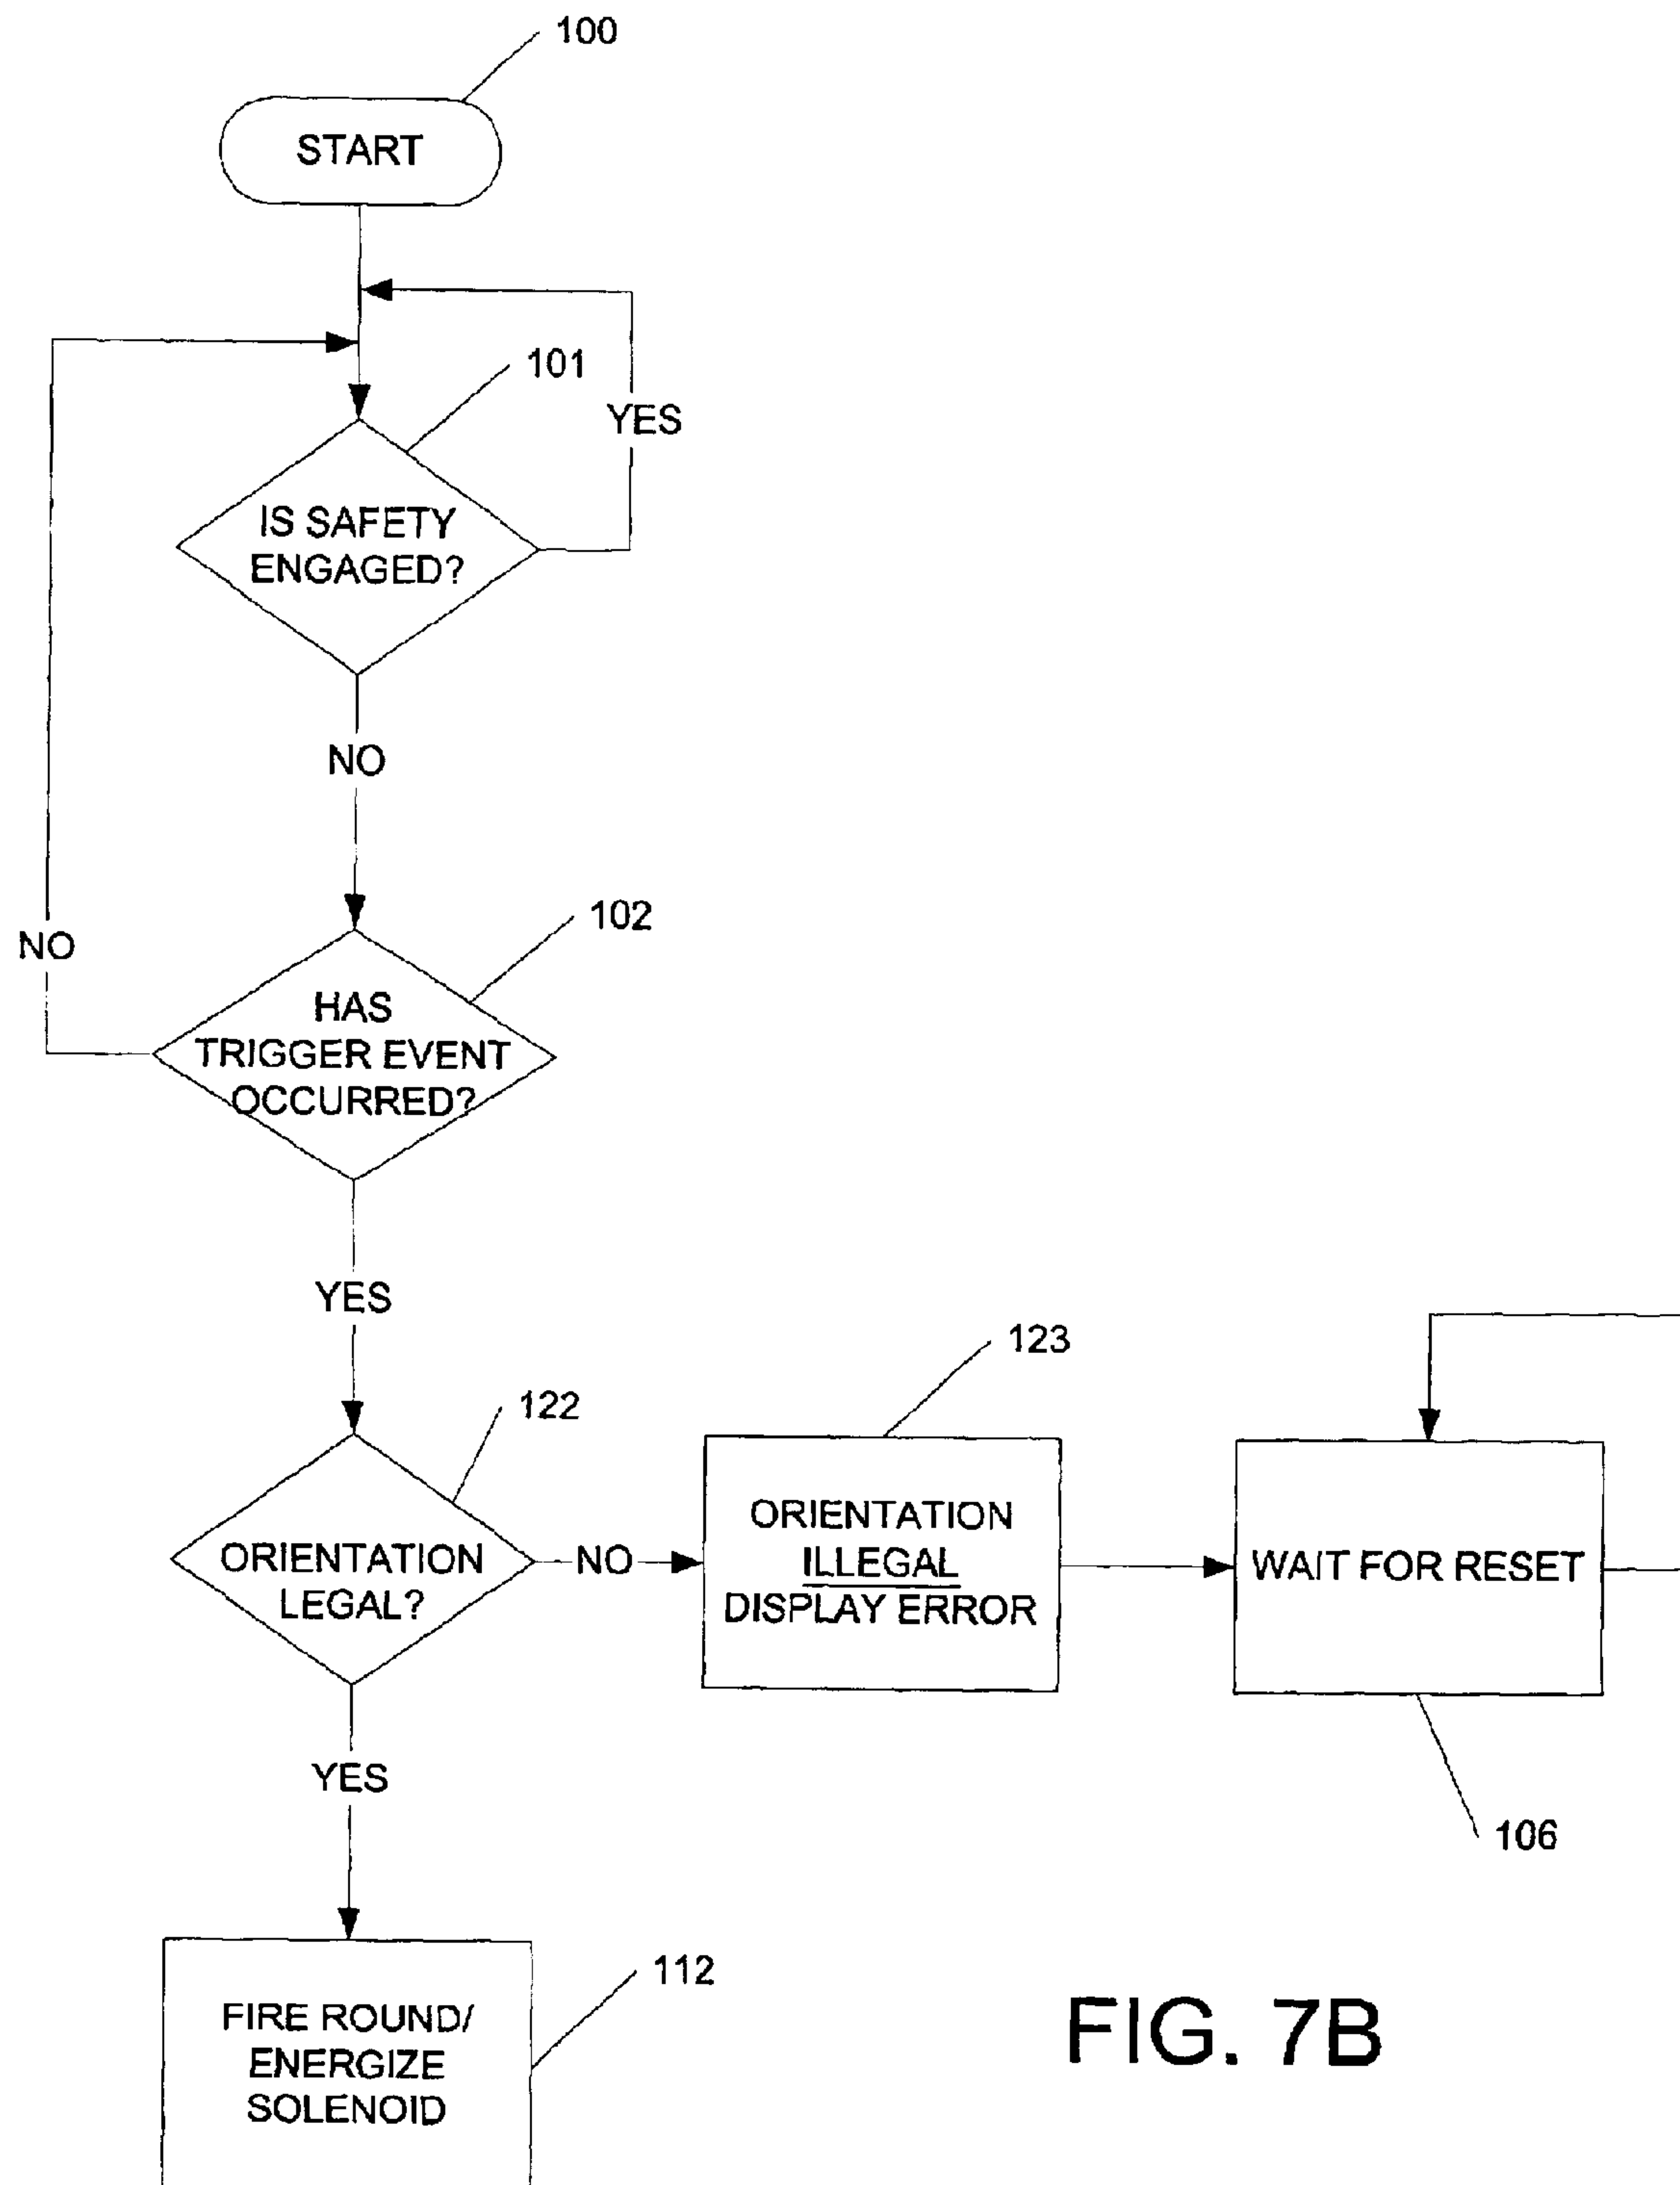 100
START
101
YES
IS SAFETY
ENGAGED?
NO
102
NO
HAS
TRIGGER EVENT
OCCURRED?
YES
123
122
ORIENTATION
LEGAL?
NO
ORIENTATION
ILLEGAL
DISPLAY ERROR
WAIT FOR RESET
YES
106
112
FIRE ROUND/
ENERGIZE
SOLENOID
FIG. 7B